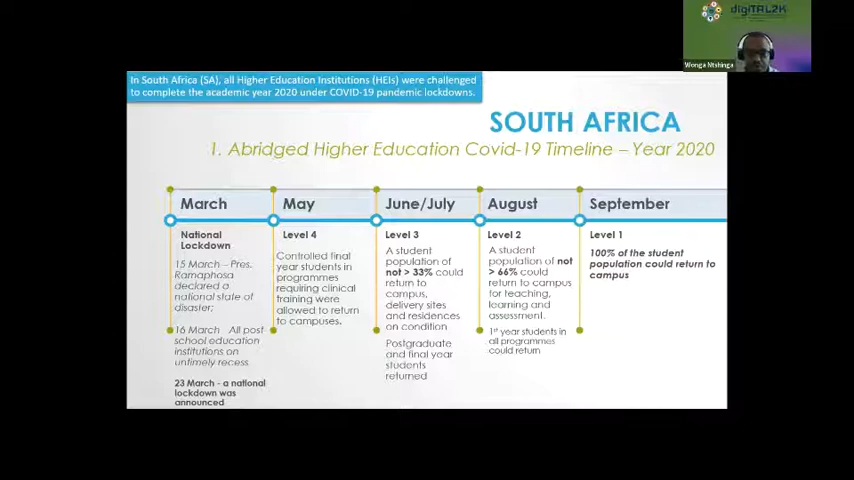 digiTAL2K
Wonga Ntshinga
In South Africa (SA), all Higher Education Institutions (HEIs) were challenged
to complete the academic year 2020 under COVID-19 pandemic lockdowns.
SOUTH AFRICA
1. Abridged Higher Education Covid-19 Timeline – Year 2020
March
National
Lockdown
15 March – Pres.
Ramaphosa
declared a
national state of
disaster;
16 March All post
school education
institutions on
untimely recess
23 March - a national
lockdown was
announced
May
Level 4
Controlled final
year students in
programmes
requiring clinical
training were
allowed to return
to campuses.
June/July
Level 3
A student
population of
not > 33% could
return to
campus,
delivery sites
and residences
on condition
Postgraduate
and final year
students
returned
August
Level 2
A student
population of not
> 66% could
return to campus
for teaching,
learning and
assessment.
1st year students in
all programmes
could return
September
Level 1
100% of the student
population could return to
campus